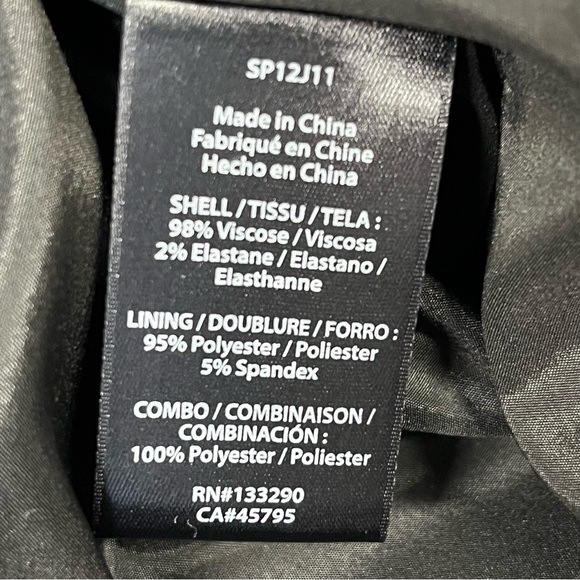 SP12J11
Made in China
Fabriqué en Chine
Hecho en China
SHELL / TISSU / TELA :
98% Viscose / Viscosa
2% Elastane / Elastano /
Elasthanne
LINING / DOUBLURE / FORRO :
95% Polyester / Poliester
5% Spandex
COMBO / COMBINAISON /
COMBINACIÓN :
100% Polyester / Poliester
RN#133290
CA#45795